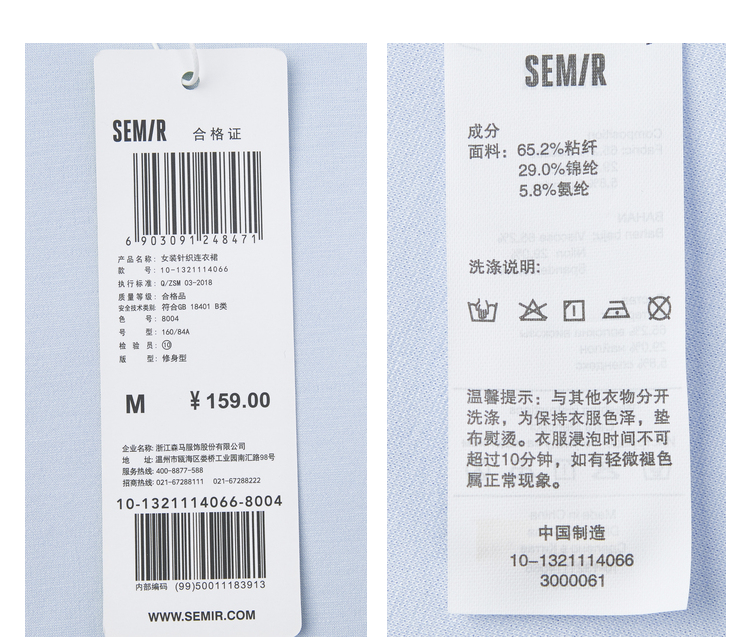 SEMIR 合格证
6 903091 248471
产品名称: 女装针织连衣裙
款 号: 10-1321114066
执行标准: Q/ZSM 03-2018
质量等级: 合格品
安全技术类别: 符合GB 18401 B类
色 号: 8004
号 型: 160/84A
检 验 员: ⑩
版 型: 修身型
M ¥159.00
企业名称: 浙江森马服饰股份有限公司
地 址: 温州市瓯海区娄桥工业园南汇路98号
服务热线: 400-8877-588
招商热线: 021-67288111 021-67288222
10-1321114066-8004
内部编码 (99)50011183913
WWW.SEMIR.COM
SEMIR
成分
面料: 65.2%粘纤
29.0%锦纶
5.8%氨纶
洗涤说明:
温馨提示: 与其他衣物分开
洗涤，为保持衣服色泽，垫
布熨烫。衣服浸泡时间不可
超过10分钟，如有轻微褪色
属正常现象。
中国制造
10-1321114066
3000061